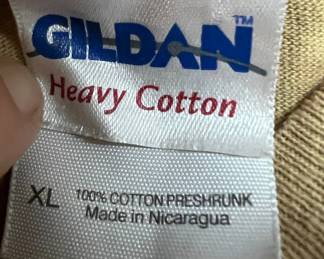 GILDAN™
Heavy Cotton
XL 100% COTTON PRESHRUNK
Made in Nicaragua